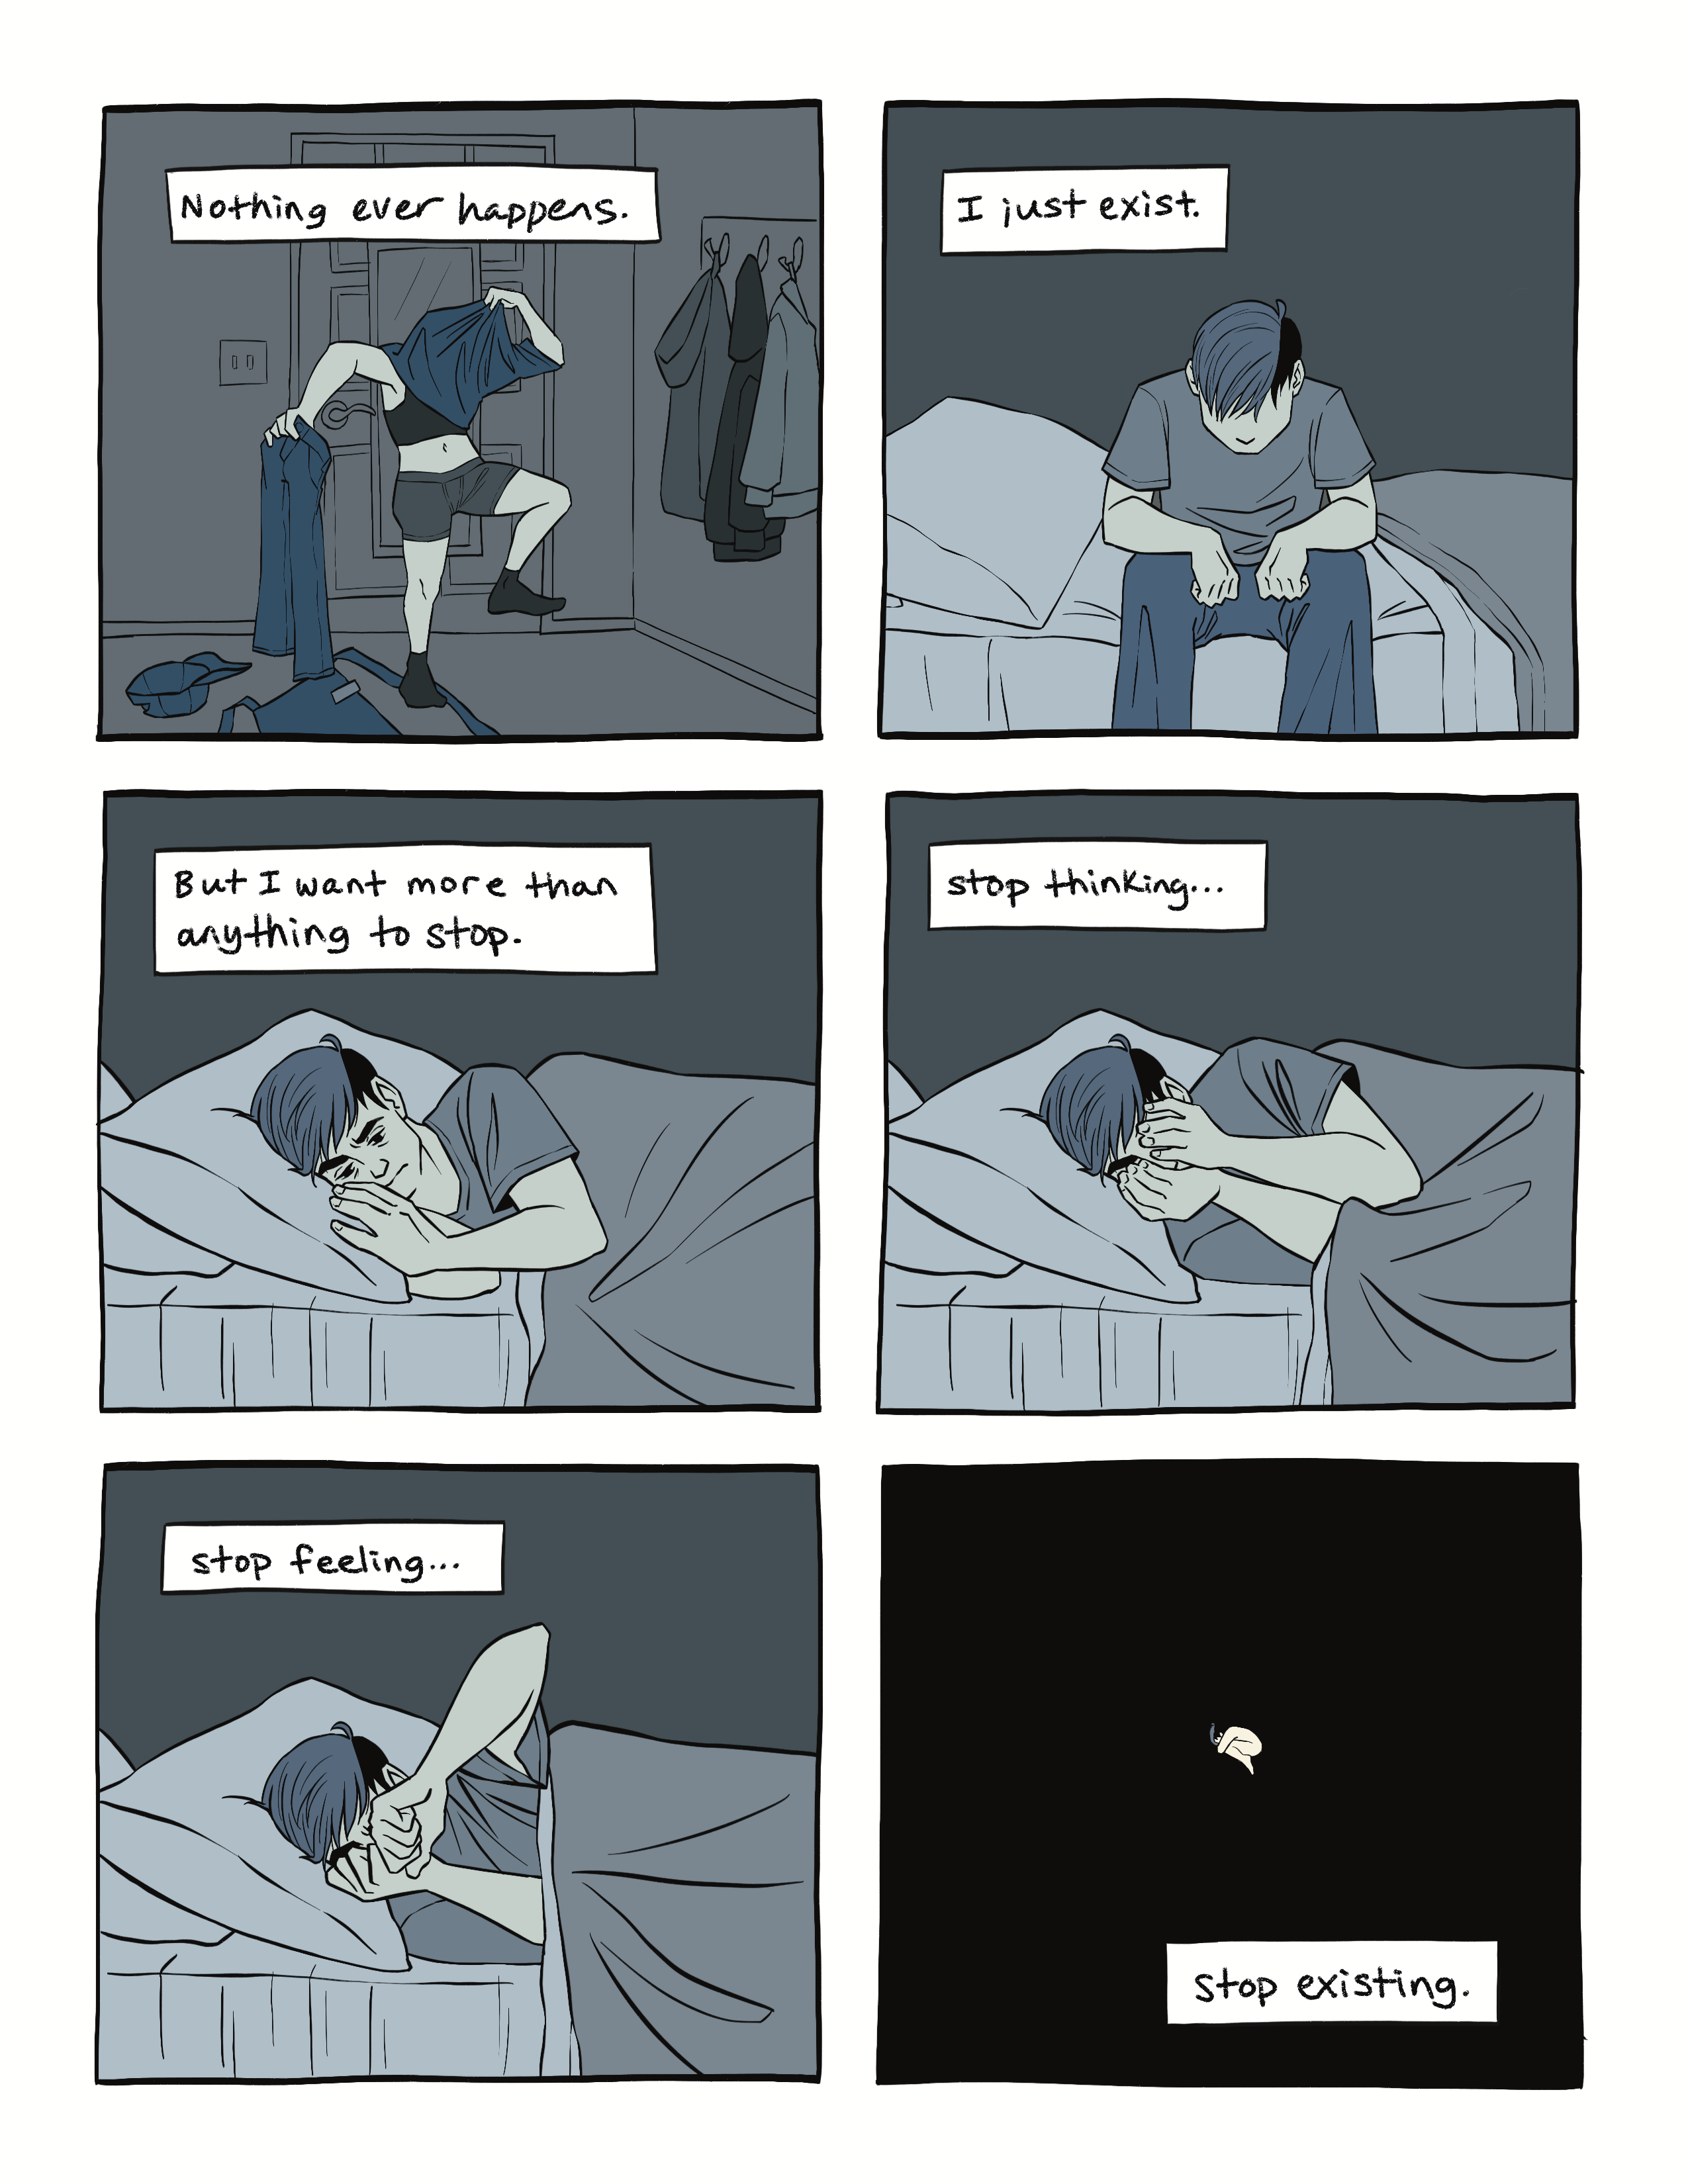 Nothing ever happens.
I just exist.
But I want more than
anything to stop.
stop thinking...
stop feeling...
stop existing.